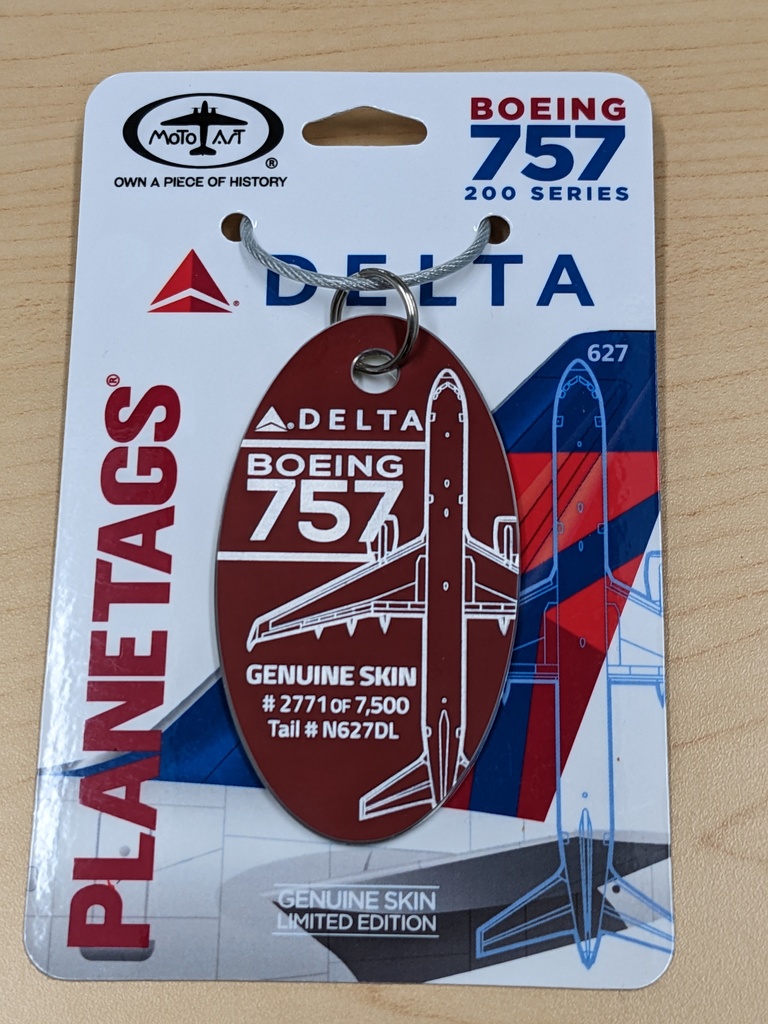 MOTO ART
®
OWN A PIECE OF HISTORY
BOEING
757
200 SERIES
DELTA
627
PLANETAGS®
DELTA
BOEING
757
GENUINE SKIN
# 2771 OF 7,500
Tail # N627DL
GENUINE SKIN
LIMITED EDITION